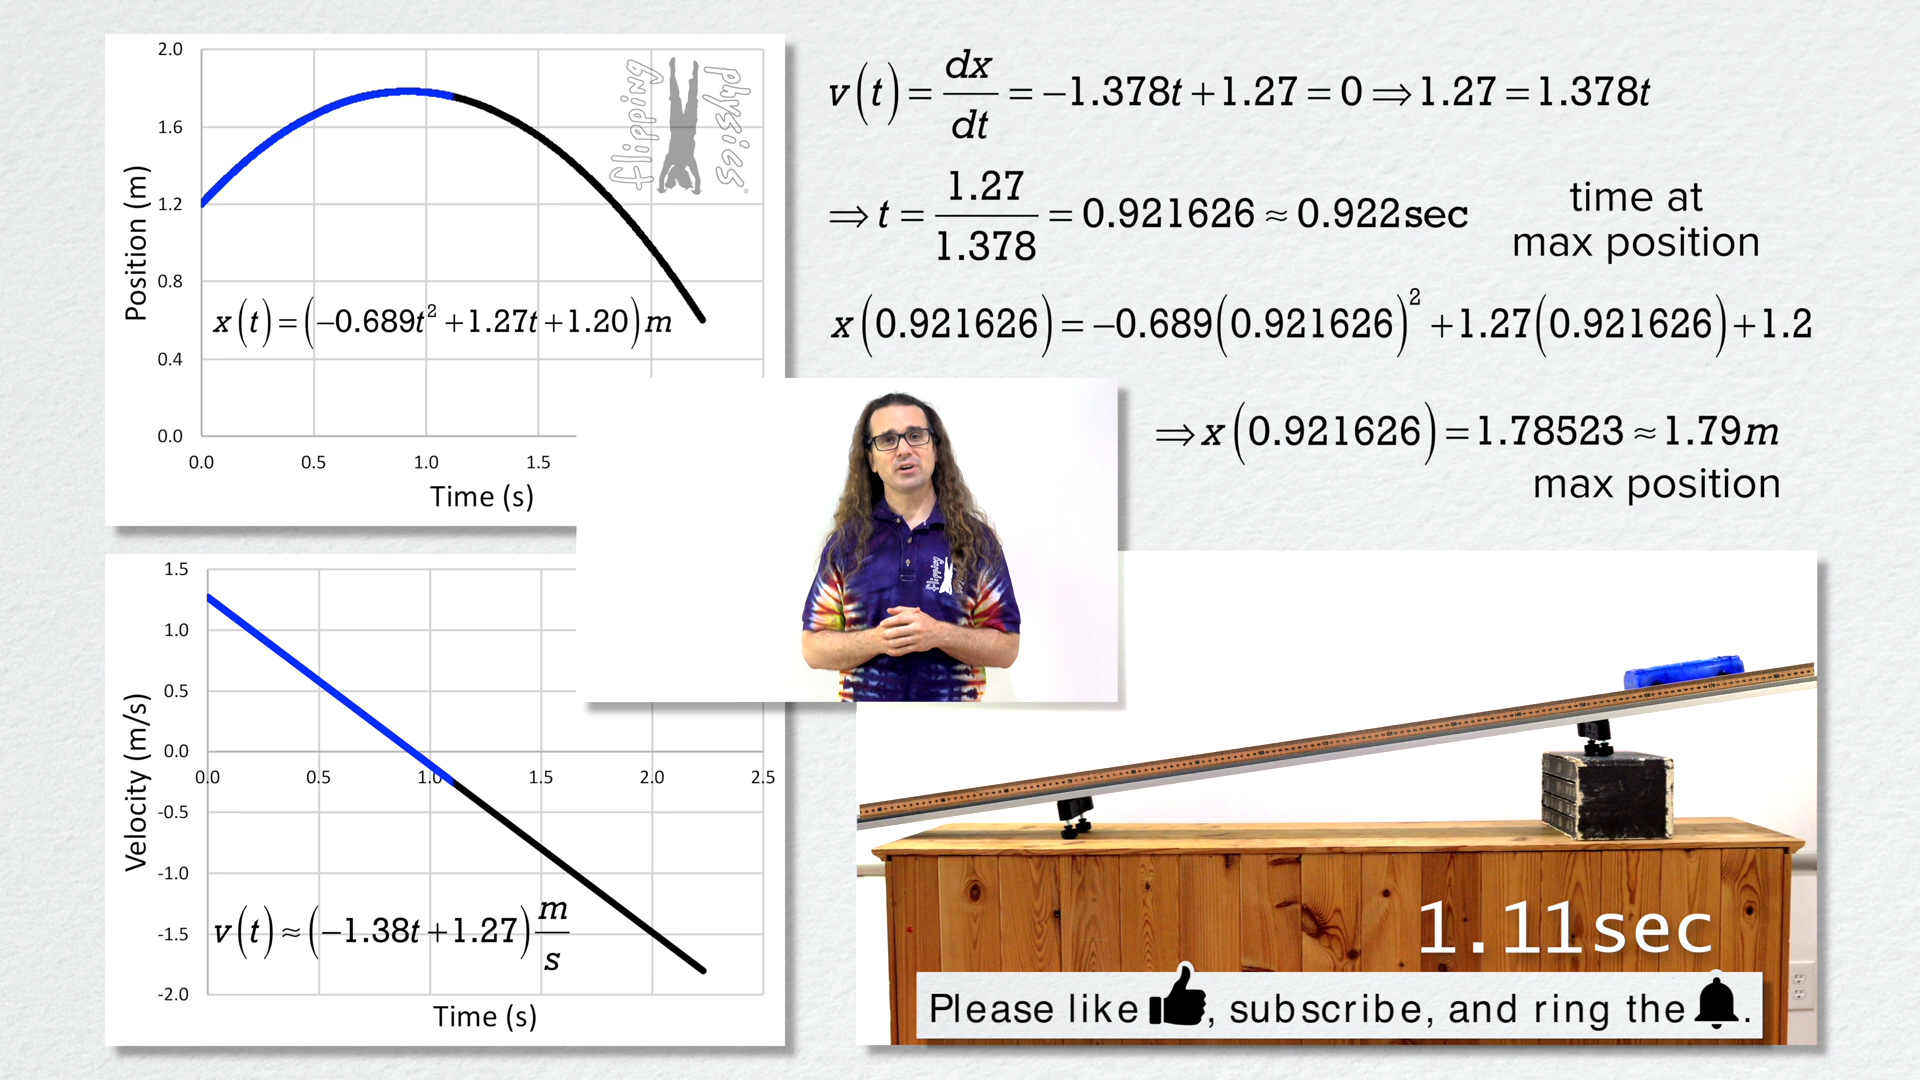 2.0
1.6
1.2
0.8
0.4
0.0
0.0 0.5 1.0 1.5
Position (m)
Time (s)
flipping physics
x(t)=(−0.689t²+1.27t+1.20)m
1.5
1.0
0.5
0.0
-0.5
-1.0
-1.5
-2.0
0.0 0.5 1.0 1.5 2.0 2.5
Velocity (m/s)
Time (s)
v(t)≈(−1.38t+1.27)m/s
v(t)=dx/dt=−1.378t+1.27=0⇒1.27=1.378t
⇒t=1.27/1.378=0.921626≈0.922sec
time at
max position
x(0.921626)=−0.689(0.921626)²+1.27(0.921626)+1.2
⇒x(0.921626)=1.78523≈1.79m
max position
flipping
1.11sec
Please like , subscribe, and ring the .